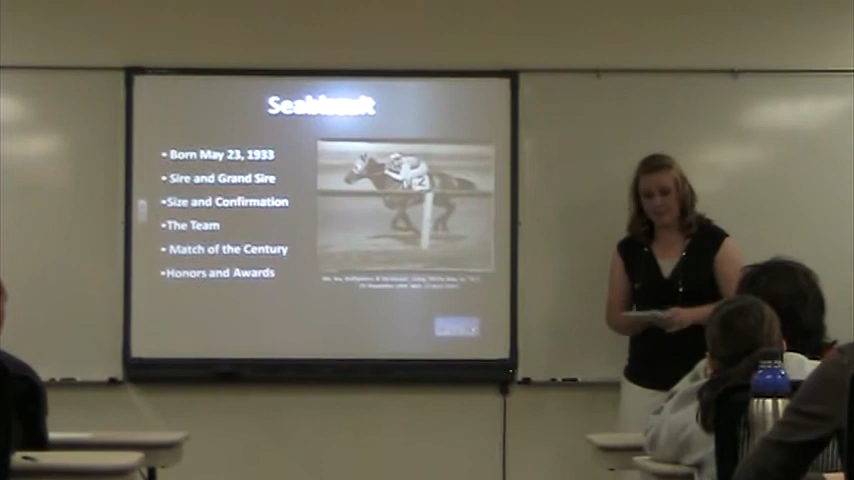 Seabiscuit
• Born May 23, 1933
• Sire and Grand Sire
•Size and Confirmation
•The Team
• Match of the Century
•Honors and Awards